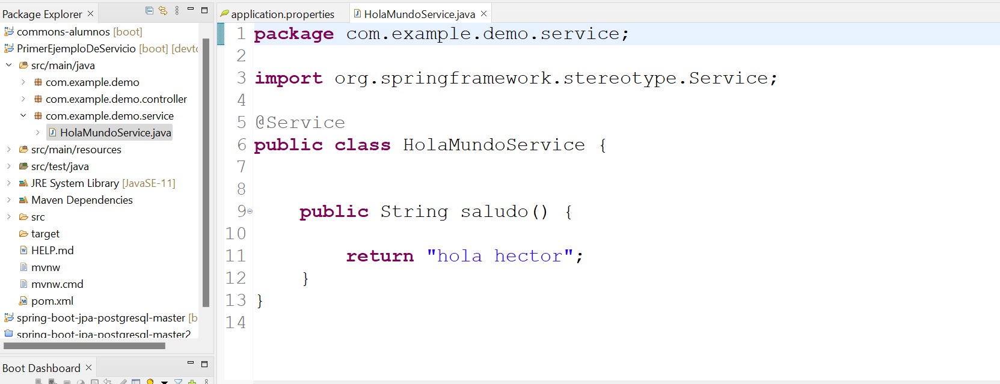 Package Explorer
commons-alumnos [boot]
PrimerEjemploDeServicio [boot] [devto
src/main/java
com.example.demo
com.example.demo.controller
com.example.demo.service
HolaMundoService.java
src/main/resources
src/test/java
JRE System Library [JavaSE-11]
Maven Dependencies
src
target
HELP.md
mvnw
mvnw.cmd
pom.xml
spring-boot-jpa-postgresql-master [b
spring-boot-jpa-postgresql-master2
Boot Dashboard
application.properties
HolaMundoService.java
1 package com.example.demo.service;
2
3 import org.springframework.stereotype.Service;
4
5 @Service
6 public class HolaMundoService {
7
8
9 public String saludo() {
10
11 return "hola hector";
12 }
13 }
14